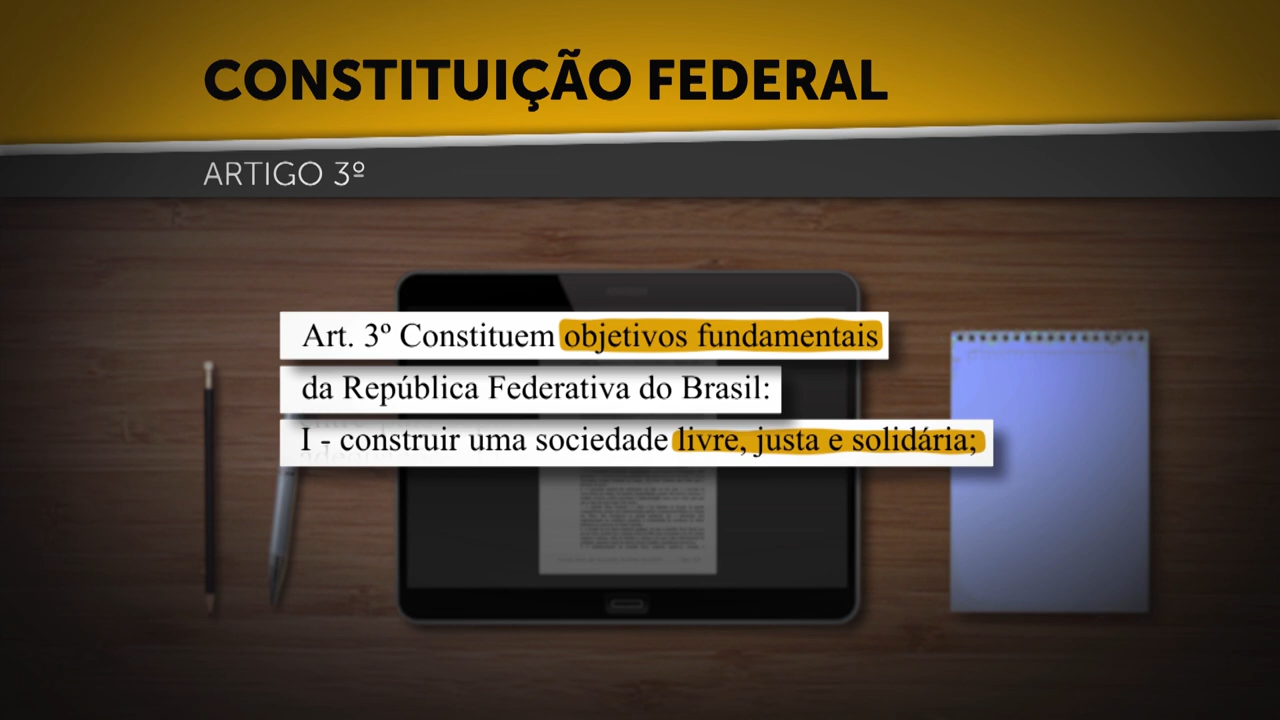 CONSTITUIÇÃO FEDERAL
ARTIGO 3º
Art. 3º Constituem objetivos fundamentais
da República Federativa do Brasil:
I - construir uma sociedade livre, justa e solidária;